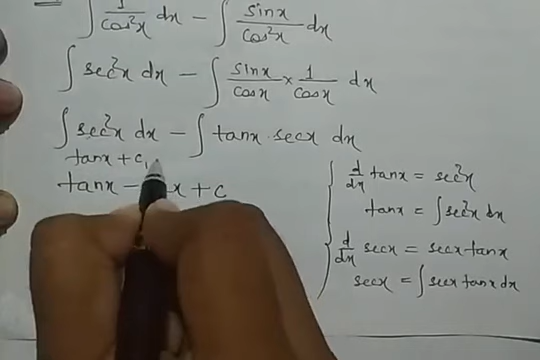 = ∫ 1/cos²x dx − ∫ sinx/cos²x dx
∫ sec²x dx − ∫ sinx/cosx × 1/cosx dx
∫ sec²x dx − ∫ tanx · secx dx
tanx + c₁
tanx − x + c
d/dx tanx = sec²x
tanx = ∫ sec²x dx
d/dx secx = secx tanx
secx = ∫ secx tanx dx